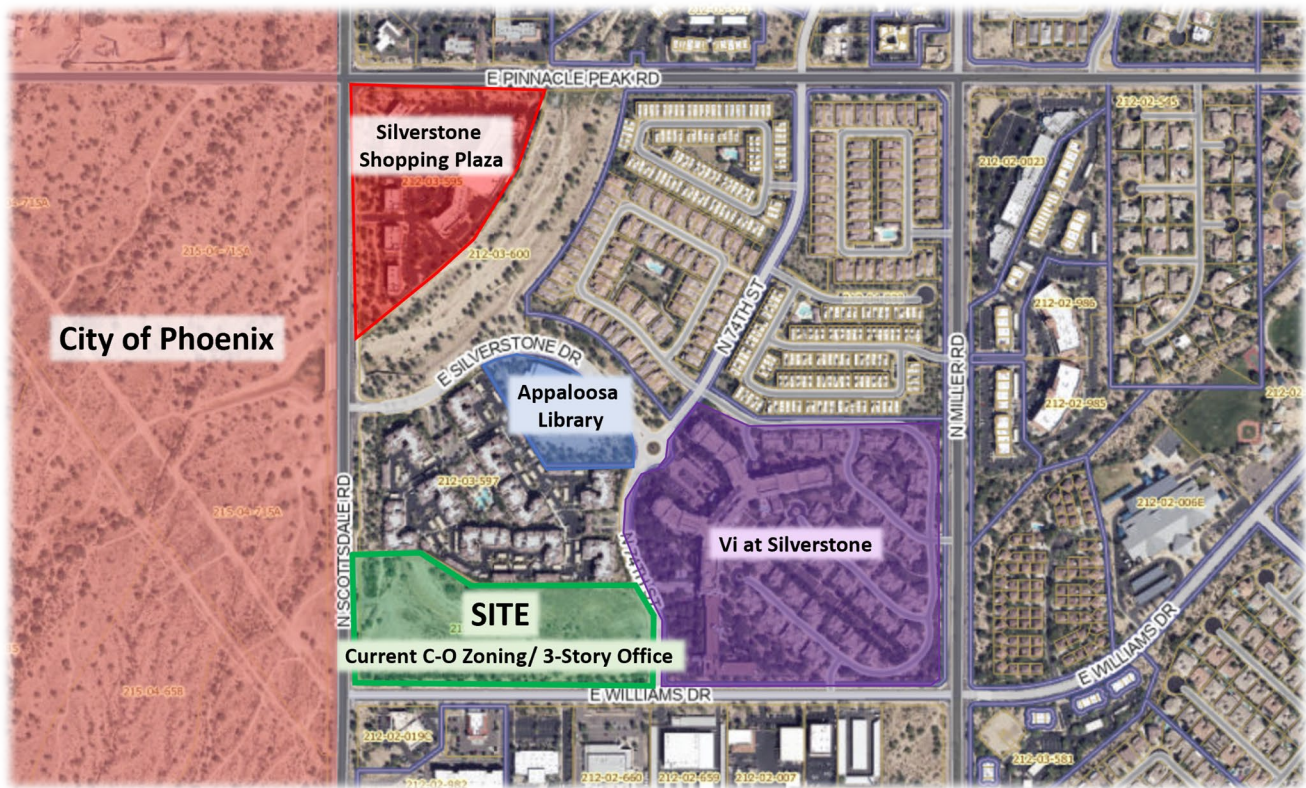 E PINNACLE PEAK RD
Silverstone
Shopping Plaza
212-03-595
212-03-600
212-02-545
212-02-002J
215-04-715A
City of Phoenix
E SILVERSTONE DR
Appaloosa
Library
N 74TH ST
N MILLER RD
212-02-986
212-02-985
212-03-597
215-04-715A
212-02-006E
N SCOTTSDALE RD
N 74TH ST
Vi at Silverstone
SITE
Current C-O Zoning/ 3-Story Office
215-04-658
E WILLIAMS DR
E WILLIAMS DR
212-02-019C
212-02-982
212-02-660
212-02-659
212-02-007
212-03-581